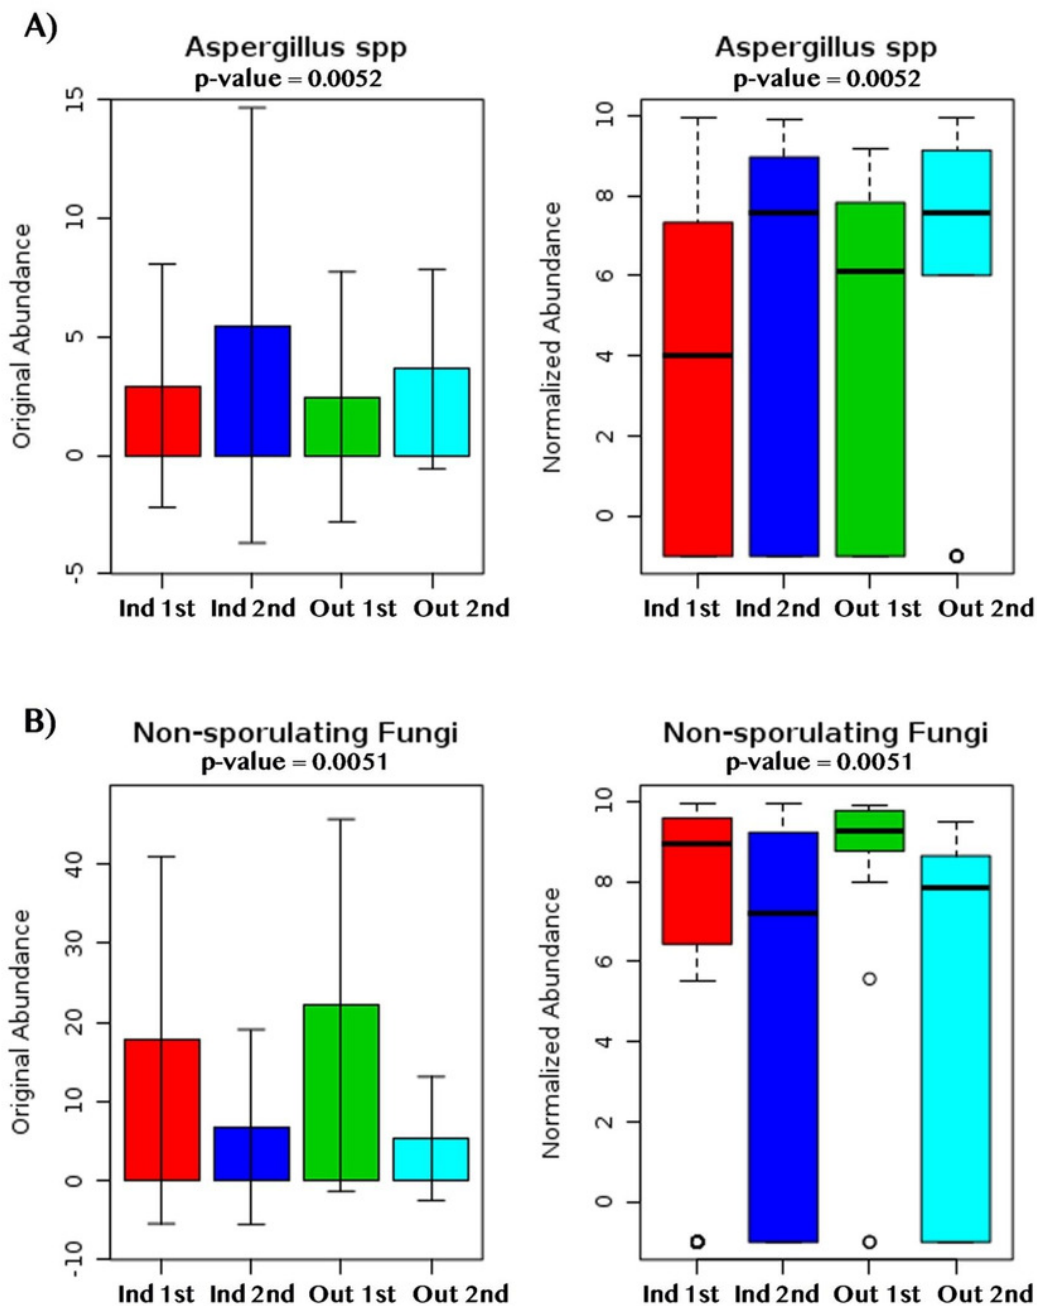 A)
Aspergillus spp
p-value = 0.0052
Original Abundance
15
10
5
0
-5
Ind 1st Ind 2nd Out 1st Out 2nd
Aspergillus spp
p-value = 0.0052
Normalized Abundance
10
8
6
4
2
0
Ind 1st Ind 2nd Out 1st Out 2nd
B)
Non-sporulating Fungi
p-value = 0.0051
Original Abundance
40
30
20
10
0
-10
Ind 1st Ind 2nd Out 1st Out 2nd
Non-sporulating Fungi
p-value = 0.0051
Normalized Abundance
10
8
6
4
2
0
Ind 1st Ind 2nd Out 1st Out 2nd